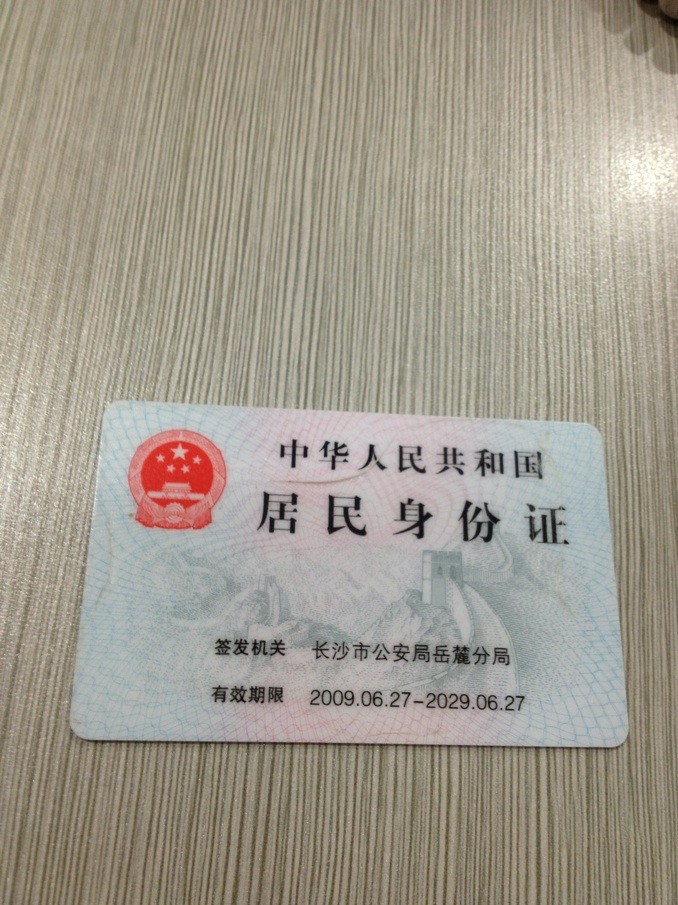 中华人民共和国
居民身份证
签发机关 长沙市公安局岳麓分局
有效期限 2009.06.27-2029.06.27